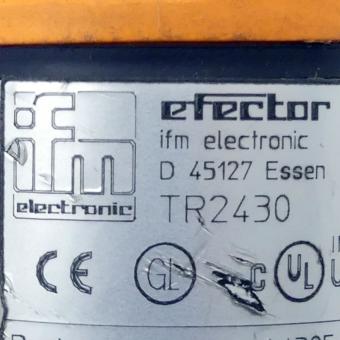 ifm
electronic
efector
ifm electronic
D 45127 Essen
TR2430
CE
GL
C UL